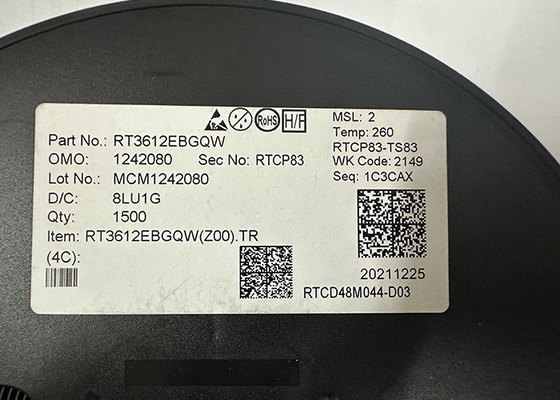 RoHS H/F
Part No.: RT3612EBGQW
OMO: 1242080 Sec No: RTCP83
Lot No.: MCM1242080
D/C: 8LU1G
Qty: 1500
Item: RT3612EBGQW(Z00).TR
(4C):
MSL: 2
Temp: 260
RTCP83-TS83
WK Code: 2149
Seq: 1C3CAX
20211225
RTCD48M044-D03